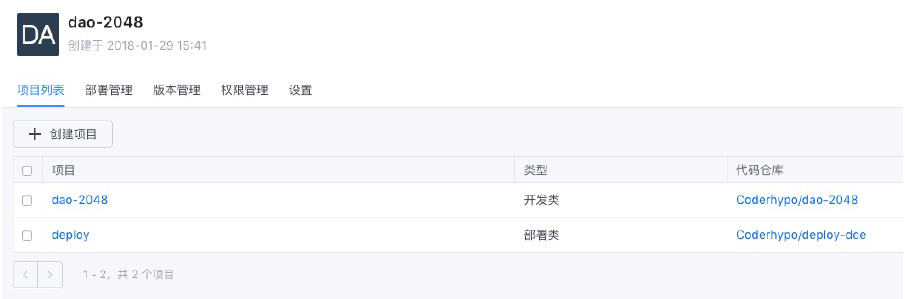 DA
dao-2048
创建于 2018-01-29 15:41
项目列表 部署管理 版本管理 权限管理 设置
+ 创建项目
项目 类型 代码仓库
dao-2048 开发类 Coderhypo/dao-2048
deploy 部署类 Coderhypo/deploy-dce
< > 1 - 2，共 2 个项目